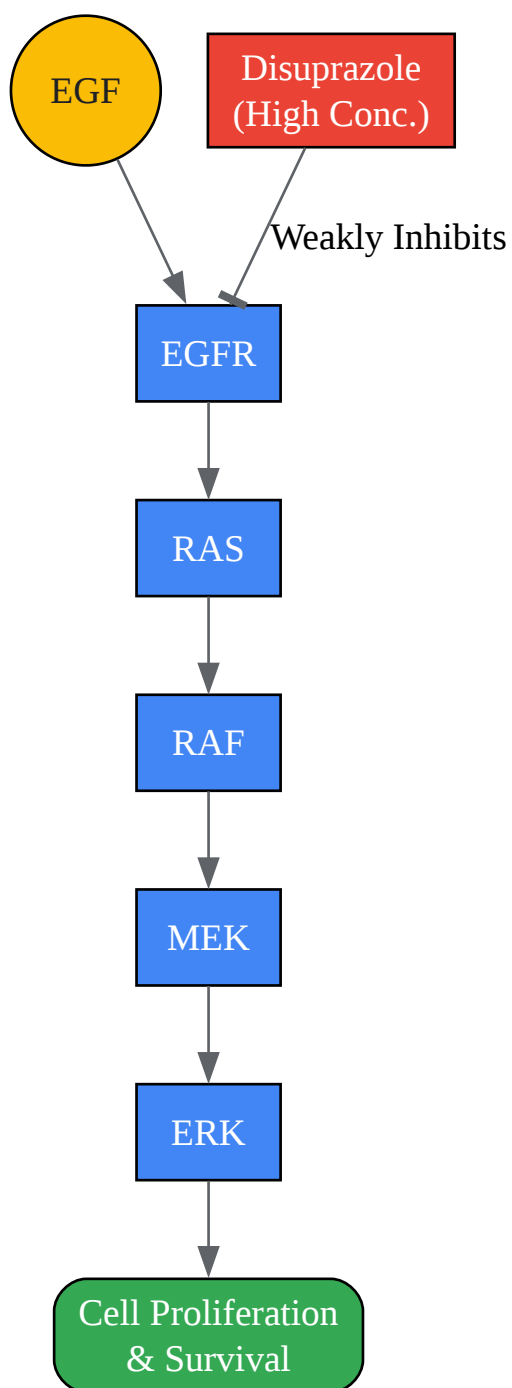 EGF
Disuprazole
(High Conc.)
Weakly Inhibits
EGFR
RAS
RAF
MEK
ERK
Cell Proliferation
& Survival